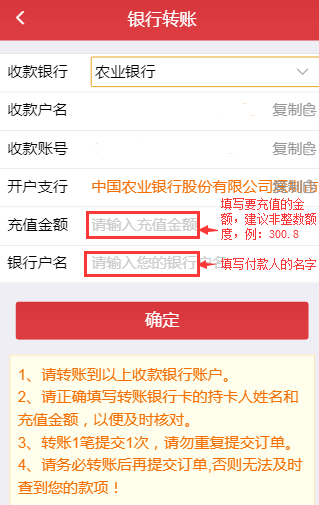 银行转账
收款银行 农业银行
收款户名 复制
收款账号 复制
开户支行 中国农业银行股份有限公司
充值金额 请输入充值金额
填写要充值的金
额，建议非整数额
度，例：300.8
银行户名 请输入您的银行户名
填写付款人的名字
确定
1、请转账到以上收款银行账户。
2、请正确填写转账银行卡的持卡人姓名和
充值金额，以便及时核对。
3、转账1笔提交1次，请勿重复提交订单。
4、请务必转账后再提交订单,否则无法及时
查到您的款项！